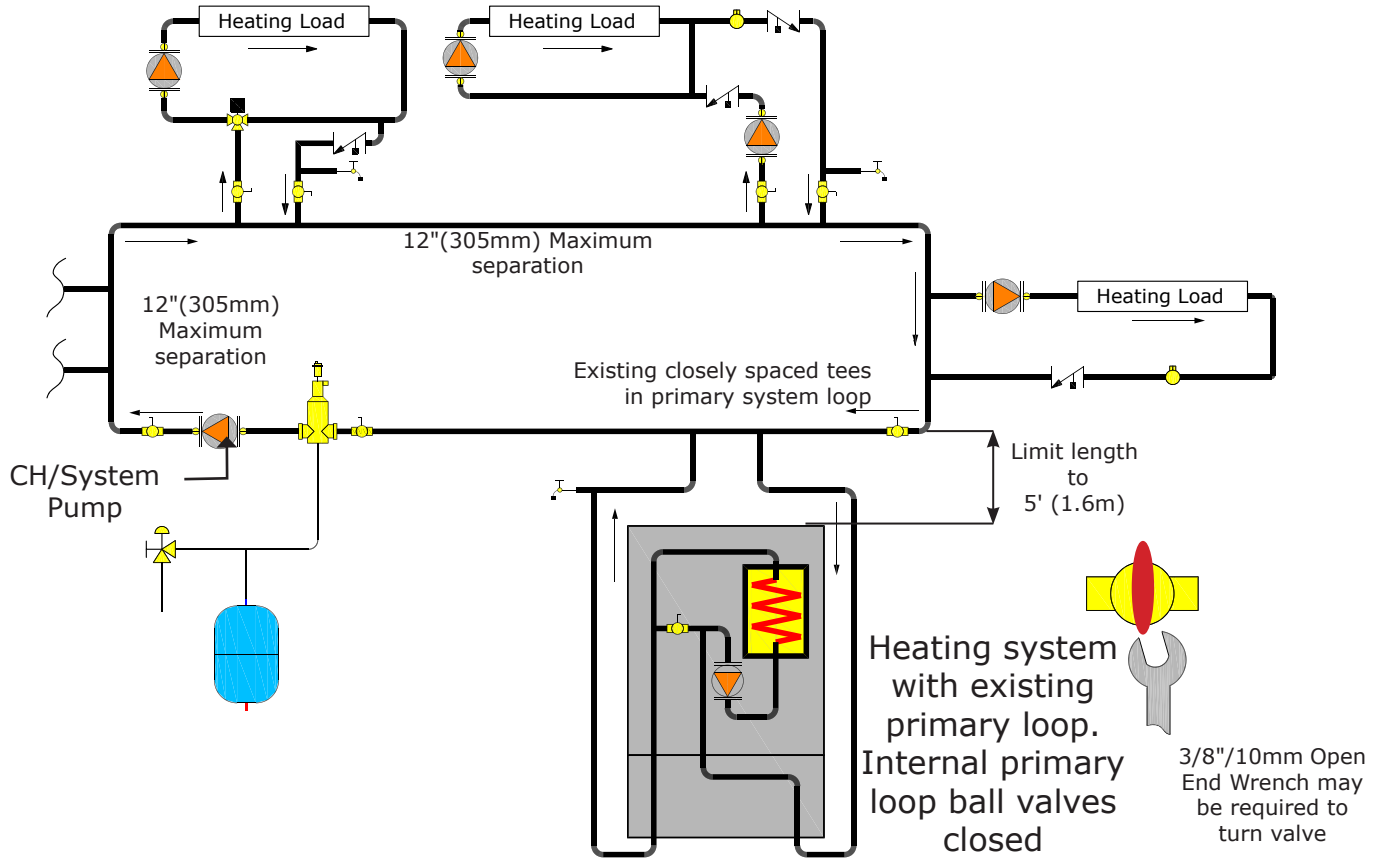 Heating Load
Heating Load
12"(305mm) Maximum
separation
12"(305mm)
Maximum
separation
Heating Load
Existing closely spaced tees
in primary system loop
CH/System
Pump
Limit length
to
5' (1.6m)
Heating system
with existing
primary loop.
Internal primary
loop ball valves
closed
3/8"/10mm Open
End Wrench may
be required to
turn valve